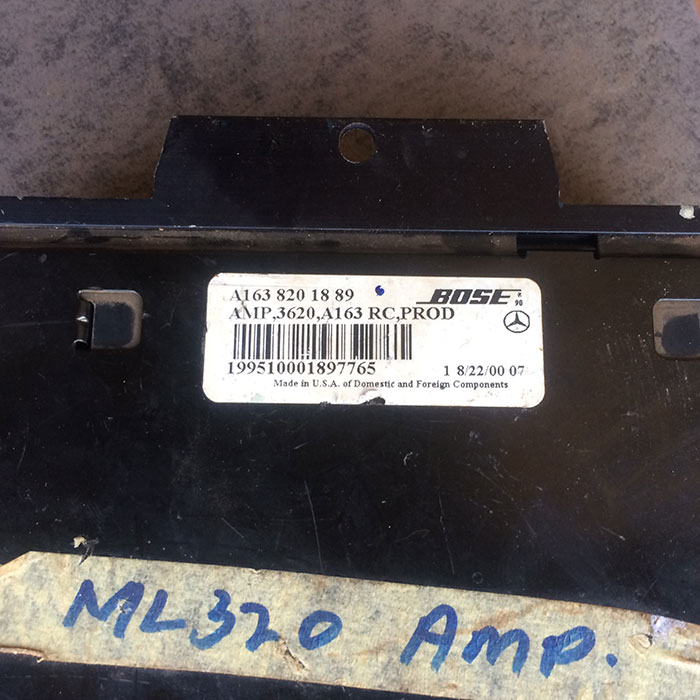 A163 820 18 89 BOSE
AMP,3620,A163 RC,PROD
199510001897765 1 8/22/00 07
Made in U.S.A. of Domestic and Foreign Components
ML320 Amp.